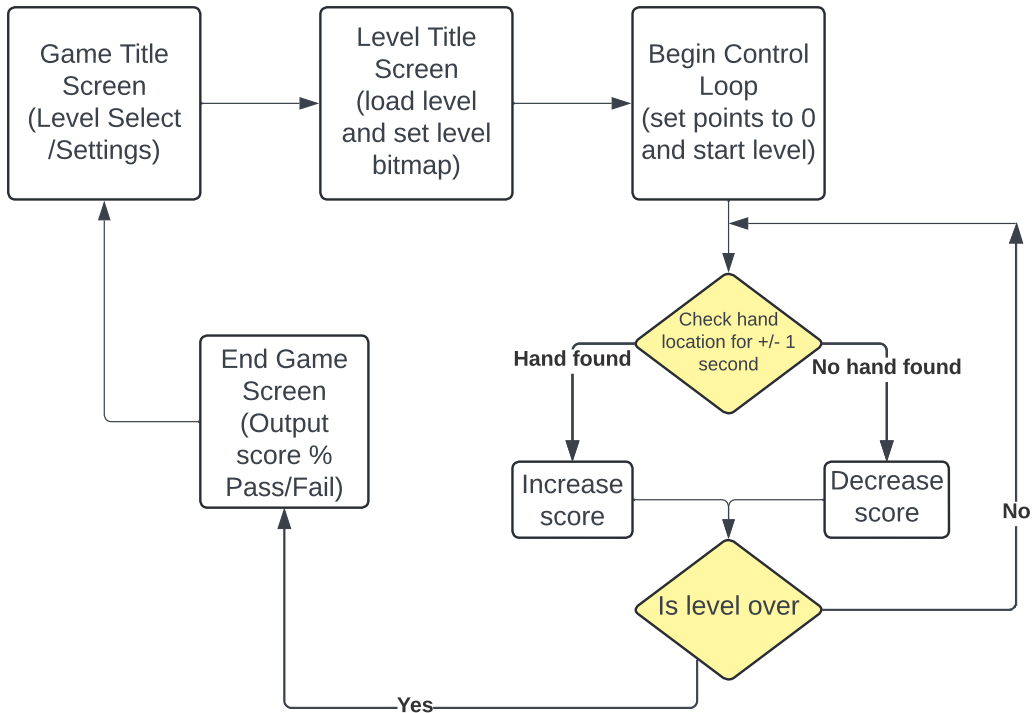 Game Title
Screen
(Level Select
/Settings)
Level Title
Screen
(load level
and set level
bitmap)
Begin Control
Loop
(set points to 0
and start level)
Check hand
location for +/- 1
second
Hand found
No hand found
End Game
Screen
(Output
score %
Pass/Fail)
Increase
score
Decrease
score
No
Is level over
Yes